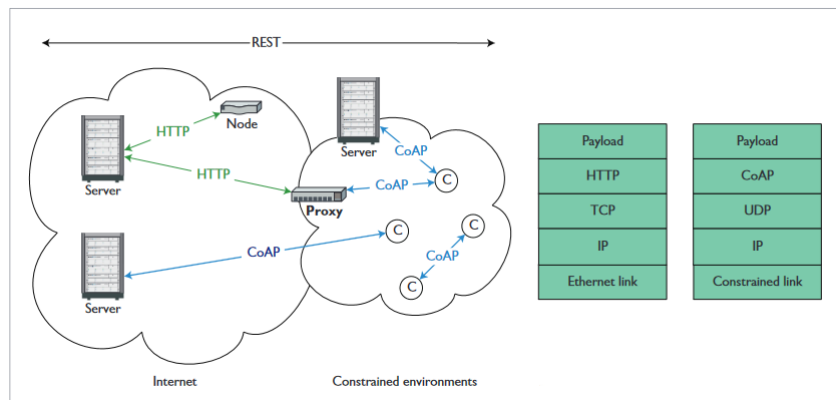 REST
HTTP
Node
Server
HTTP
Proxy
Server
CoAP
CoAP
C
Server
CoAP
C
C
CoAP
C
Internet
Constrained environments
Payload
HTTP
TCP
IP
Ethernet link
Payload
CoAP
UDP
IP
Constrained link